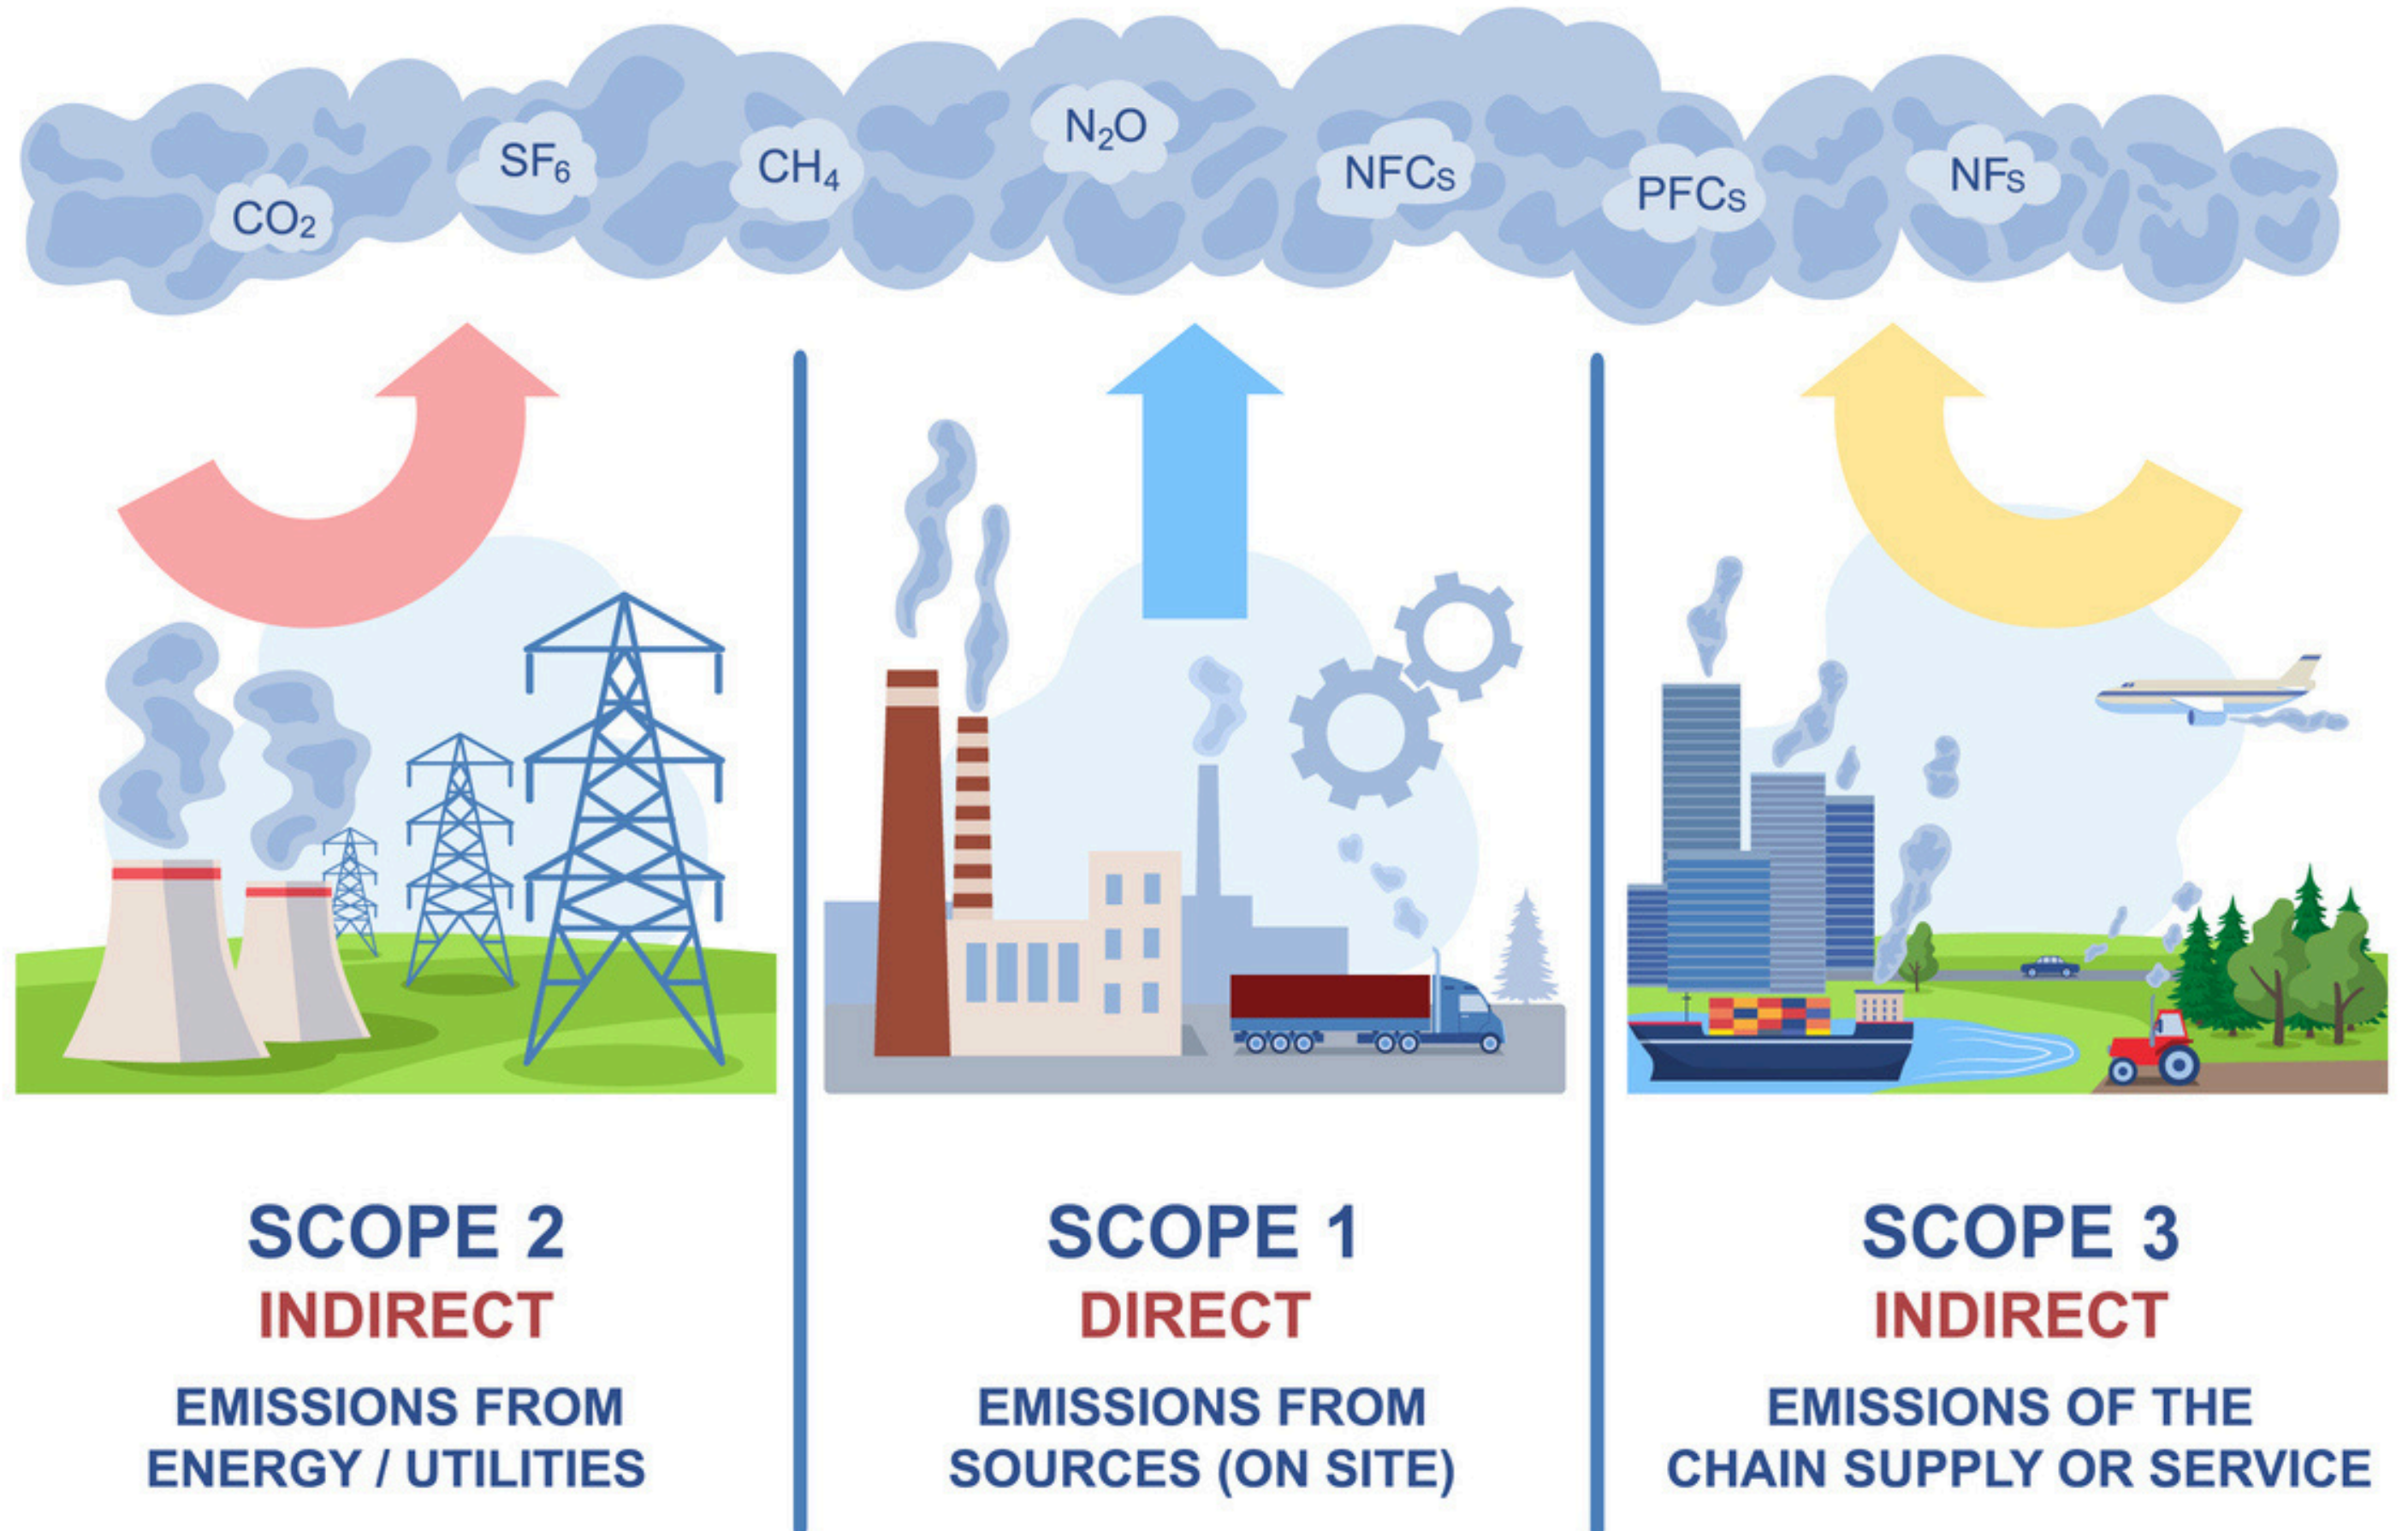 CO₂
SF₆
CH₄
N₂O
NFCs
PFCs
NFs
SCOPE 2
INDIRECT
EMISSIONS FROM
ENERGY / UTILITIES
SCOPE 1
DIRECT
EMISSIONS FROM
SOURCES (ON SITE)
SCOPE 3
INDIRECT
EMISSIONS OF THE
CHAIN SUPPLY OR SERVICE